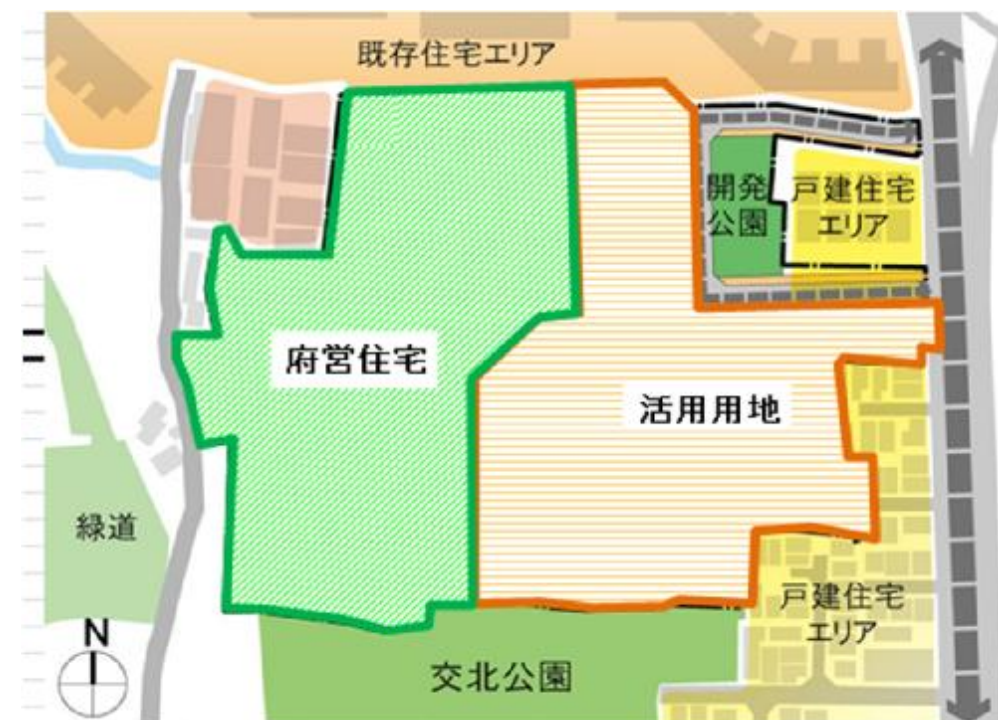 既存住宅エリア
開発
公園
戸建住宅
エリア
府営住宅
活用用地
緑道
戸建住宅
エリア
N
交北公園